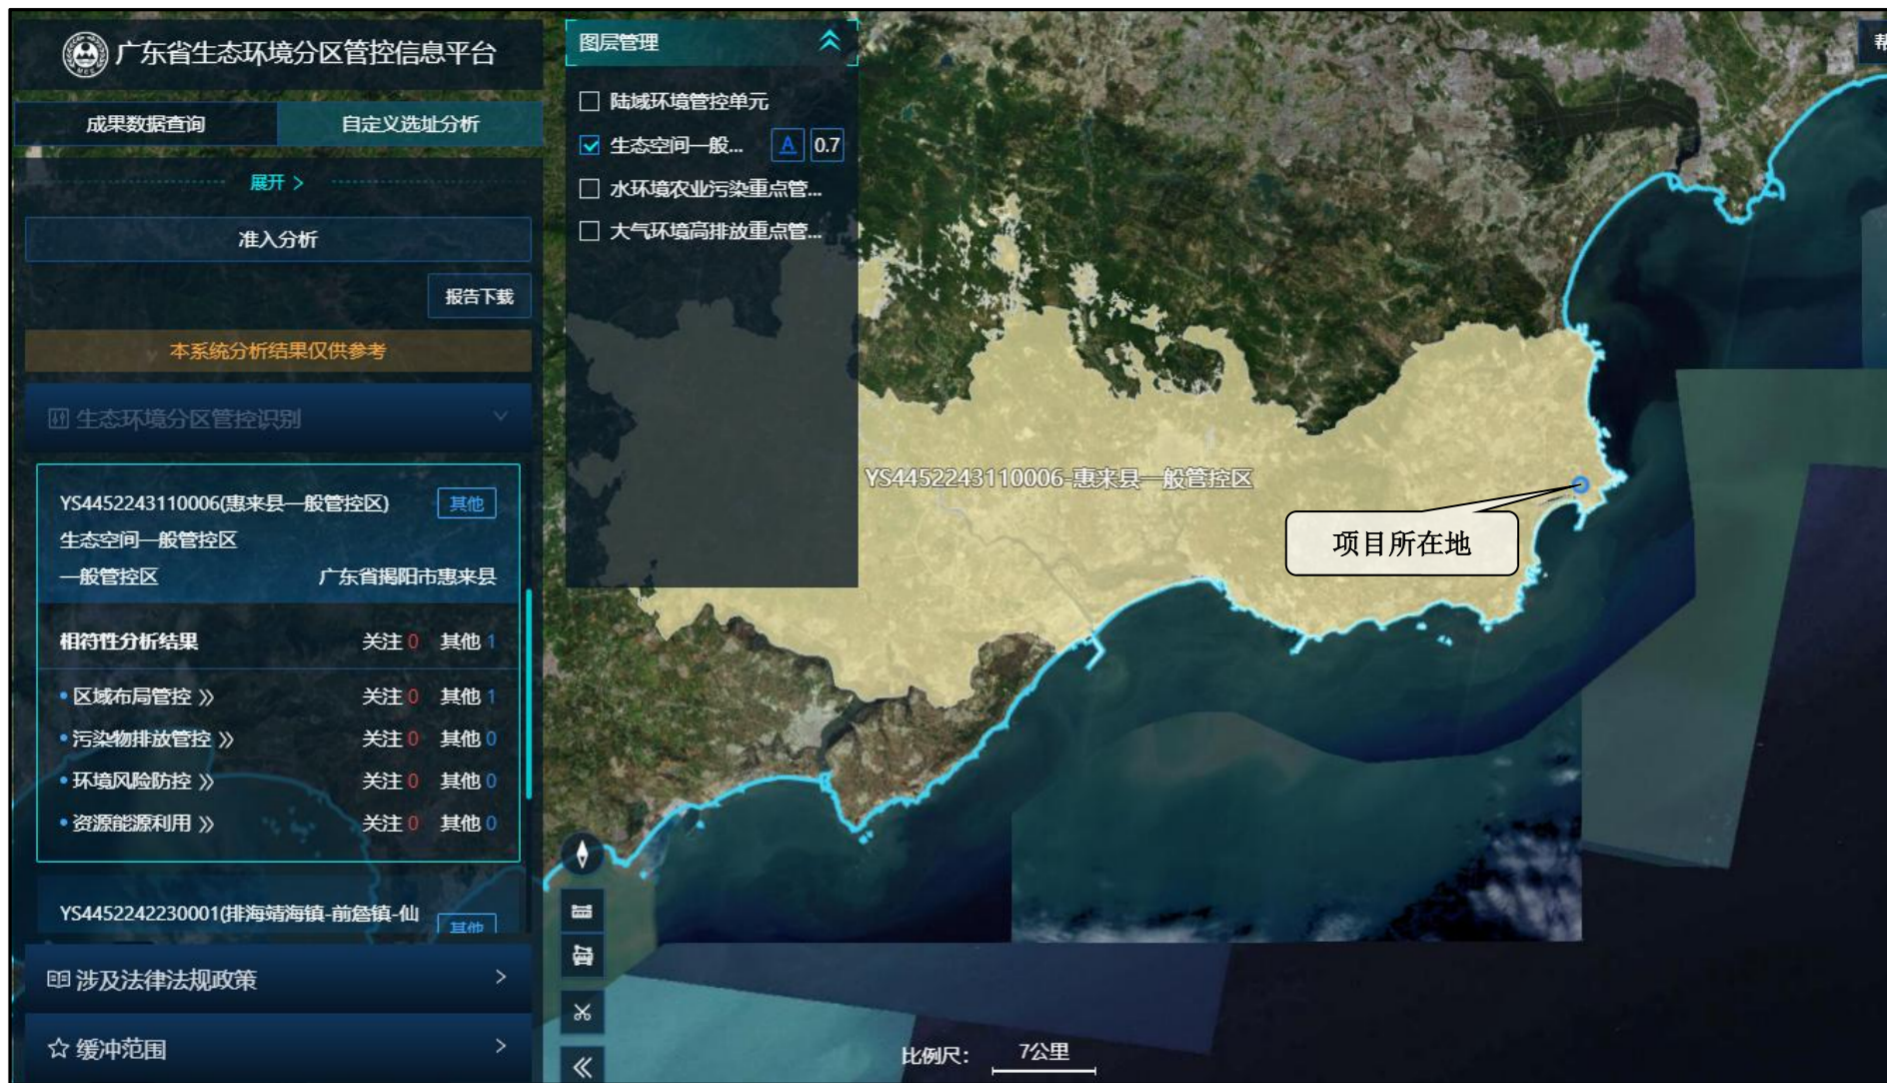 广东省生态环境分区管控信息平台
成果数据查询
自定义选址分析
展开 >
准入分析
报告下载
本系统分析结果仅供参考
生态环境分区管控识别
YS4452243110006(惠来县一般管控区)
其他
生态空间一般管控区
一般管控区
广东省揭阳市惠来县
相符性分析结果 关注 0 其他 1
区域布局管控 》 关注 0 其他 1
污染物排放管控 》 关注 0 其他 0
环境风险防控 》 关注 0 其他 0
资源能源利用 》 关注 0 其他 0
YS4452242230001(排海靖海镇-前詹镇-仙
其他
涉及法律法规政策
缓冲范围
图层管理
陆域环境管控单元
生态空间一般... A 0.7
水环境农业污染重点管...
大气环境高排放重点管...
YS4452243110006-惠来县一般管控区
项目所在地
比例尺： 7公里